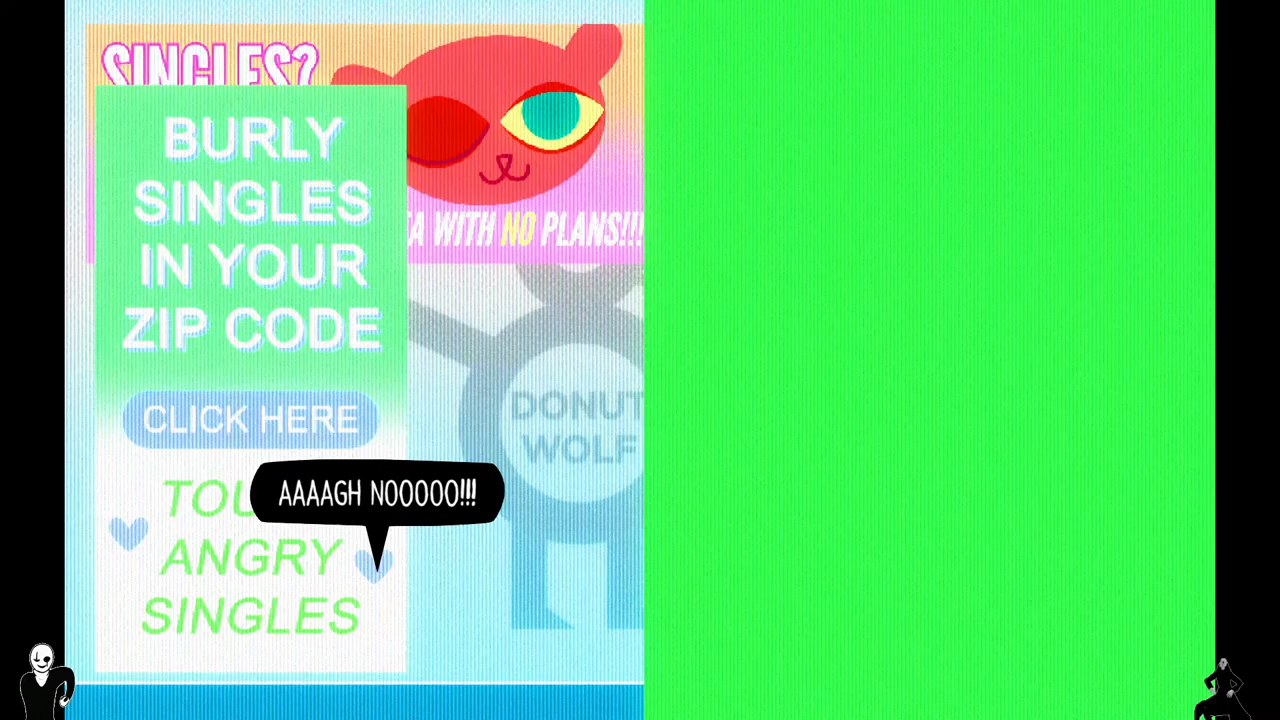 SINGLES?
BURLY
SINGLES
IN YOUR
ZIP CODE
CLICK HERE
WITH NO PLANS!!!
DONUT
WOLF
AAAAGH NOOOOO!!!
ANGRY
SINGLES